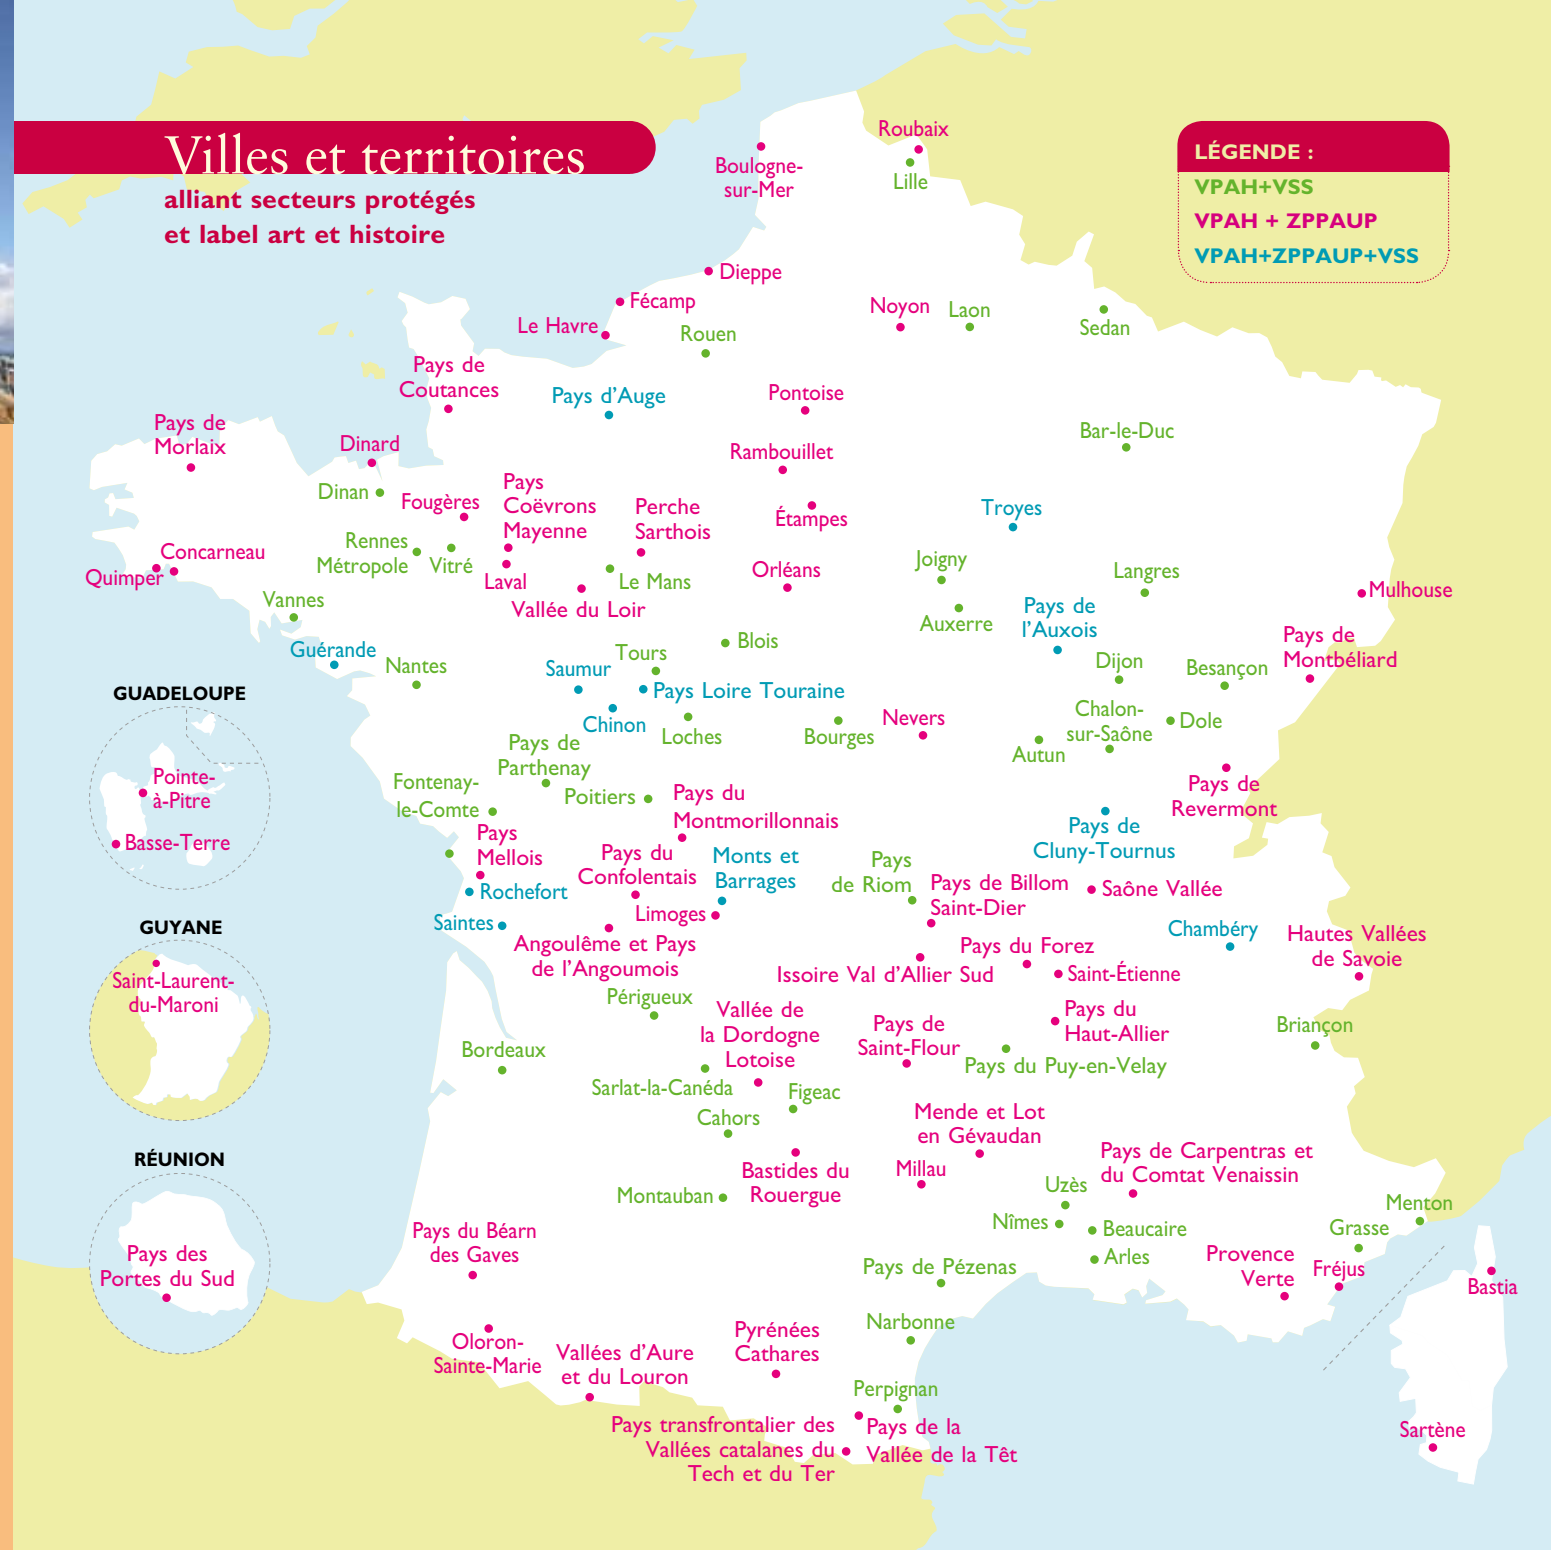 Villes et territoires
alliant secteurs protégés
et label art et histoire
LÉGENDE :
VPAH+VSS
VPAH + ZPPAUP
VPAH+ZPPAUP+VSS
Roubaix
Lille
Boulogne-
sur-Mer
Dieppe
Fécamp
Le Havre
Rouen
Noyon
Laon
Sedan
Pays de
Coutances
Pays d'Auge
Pontoise
Pays de
Morlaix
Dinard
Rambouillet
Bar-le-Duc
Dinan
Fougères
Pays
Coëvrons
Mayenne
Perche
Sarthois
Étampes
Troyes
Rennes
Métropole
Vitré
Concarneau
Quimper
Laval
Le Mans
Vallée du Loir
Orléans
Joigny
Langres
Mulhouse
Vannes
Auxerre
Pays de
l'Auxois
Guérande
Nantes
Saumur
Tours
Blois
Dijon
Besançon
Pays de
Montbéliard
Pays Loire Touraine
Chinon
Loches
Bourges
Nevers
Chalon-
sur-Saône
Dole
Autun
Pays de
Parthenay
Fontenay-
le-Comte
Poitiers
Pays du
Montmorillonnais
Pays de
Revermont
Pays de
Cluny-Tournus
Pays
Mellois
Rochefort
Pays du
Confolentais
Monts et
Barrages
Pays
de Riom
Pays de Billom
Saint-Dier
Saône Vallée
Saintes
Limoges
Angoulême et Pays
de l'Angoumois
Chambéry
Hautes Vallées
de Savoie
Issoire Val d'Allier Sud
Pays du Forez
Saint-Étienne
Périgueux
Vallée de
la Dordogne
Lotoise
Pays de
Saint-Flour
Pays du
Haut-Allier
Briançon
Bordeaux
Pays du Puy-en-Velay
Sarlat-la-Canéda
Figeac
Cahors
Mende et Lot
en Gévaudan
Bastides du
Rouergue
Millau
Pays de Carpentras et
du Comtat Venaissin
Montauban
Uzès
Nîmes
Beaucaire
Arles
Menton
Grasse
Pays du Béarn
des Gaves
Pays de Pézenas
Provence
Verte
Fréjus
Bastia
Oloron-
Sainte-Marie
Vallées d'Aure
et du Louron
Pyrénées
Cathares
Narbonne
Perpignan
Pays transfrontalier des
Vallées catalanes du
Tech et du Ter
Pays de la
Vallée de la Têt
Sartène
GUADELOUPE
Pointe-
à-Pitre
Basse-Terre
GUYANE
Saint-Laurent-
du-Maroni
RÉUNION
Pays des
Portes du Sud